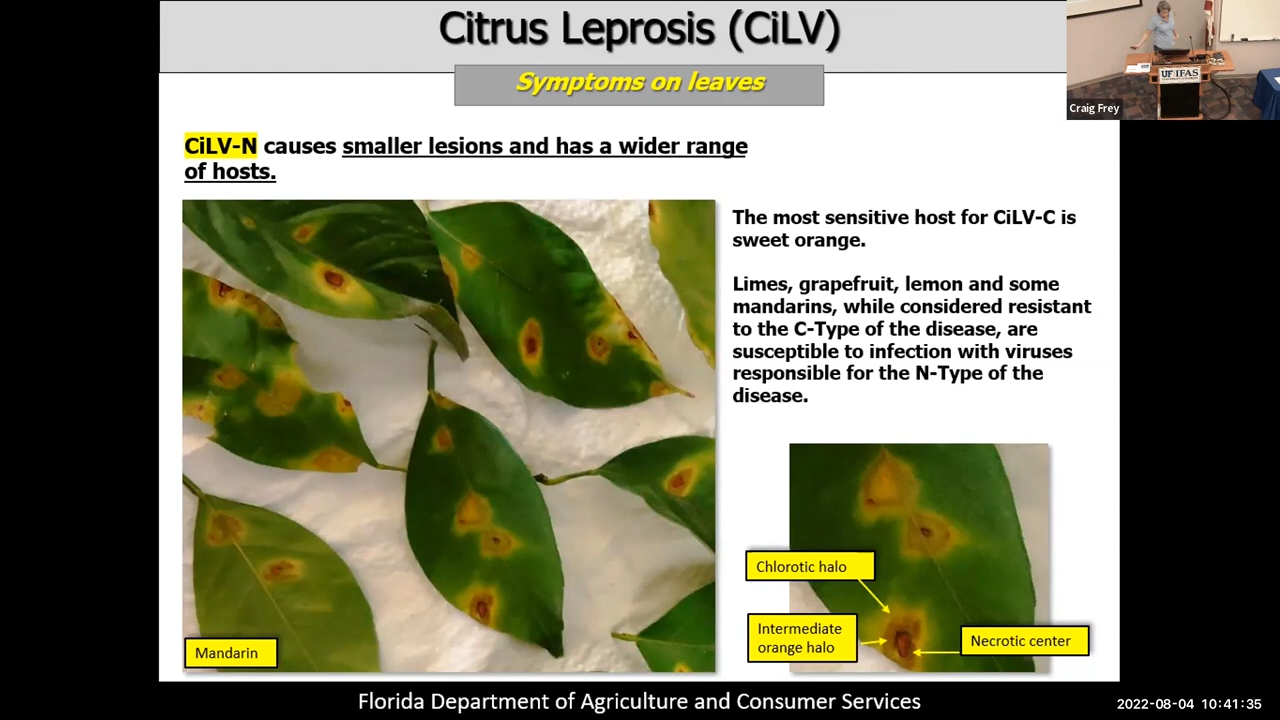 Citrus Leprosis (CiLV)
Symptoms on leaves
UF IFAS
Craig Frey
CiLV-N causes smaller lesions and has a wider range
of hosts.
The most sensitive host for CiLV-C is
sweet orange.
Limes, grapefruit, lemon and some
mandarins, while considered resistant
to the C-Type of the disease, are
susceptible to infection with viruses
responsible for the N-Type of the
disease.
Chlorotic halo
Intermediate
orange halo
Necrotic center
Mandarin
Florida Department of Agriculture and Consumer Services
2022-08-04 10:41:35